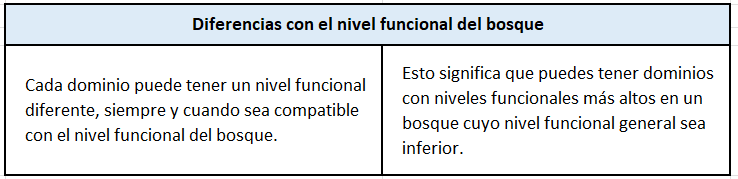 Diferencias con el nivel funcional del bosque
Cada dominio puede tener un nivel funcional
diferente, siempre y cuando sea compatible
con el nivel funcional del bosque.
Esto significa que puedes tener dominios
con niveles funcionales más altos en un
bosque cuyo nivel funcional general sea
inferior.